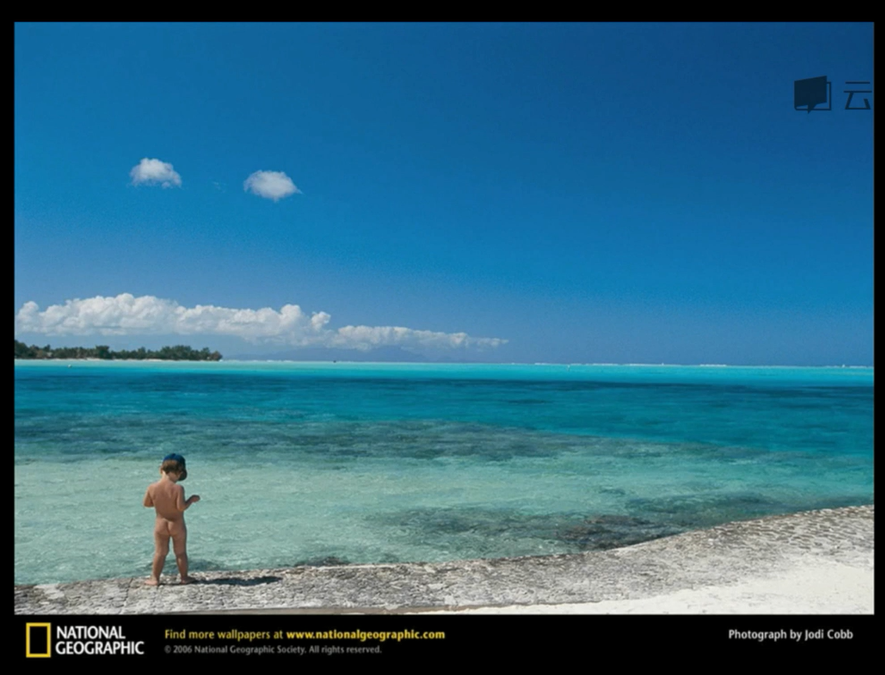 云
NATIONAL
GEOGRAPHIC
Find more wallpapers at www.nationalgeographic.com
© 2006 National Geographic Society. All rights reserved.
Photograph by Jodi Cobb